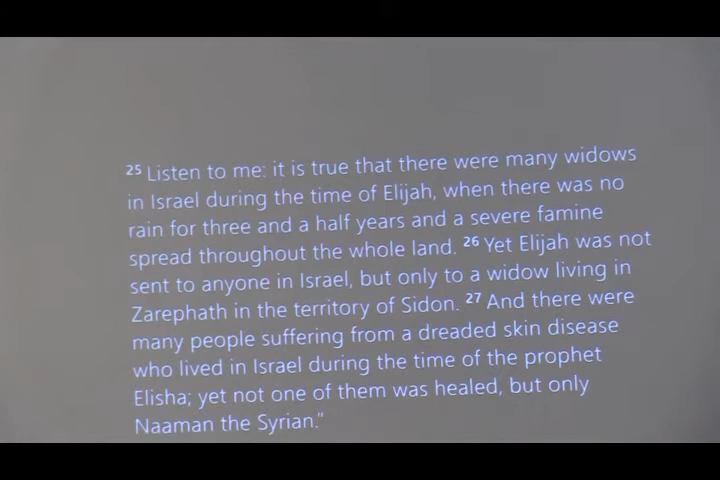 ²⁵ Listen to me: it is true that there were many widows
in Israel during the time of Elijah, when there was no
rain for three and a half years and a severe famine
spread throughout the whole land. ²⁶ Yet Elijah was not
sent to anyone in Israel, but only to a widow living in
Zarephath in the territory of Sidon. ²⁷ And there were
many people suffering from a dreaded skin disease
who lived in Israel during the time of the prophet
Elisha; yet not one of them was healed, but only
Naaman the Syrian."